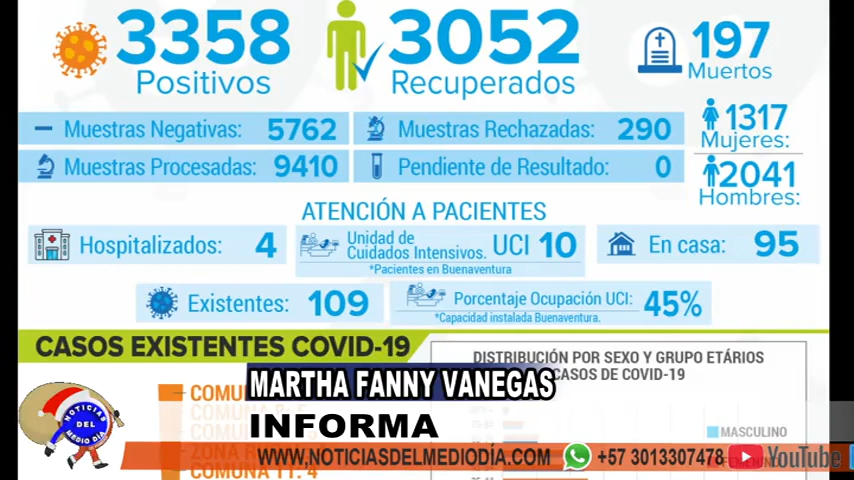 3358
Positivos
3052
Recuperados
197
Muertos
Muestras Negativas: 5762
Muestras Rechazadas: 290
1317
Mujeres:
Muestras Procesadas: 9410
Pendiente de Resultado: 0
2041
Hombres:
ATENCIÓN A PACIENTES
Hospitalizados: 4
Unidad de
Cuidados Intensivos. UCI 10
*Pacientes en Buenaventura
En casa: 95
Existentes: 109
Porcentaje Ocupación UCI: 45%
*Capacidad instalada Buenaventura.
CASOS EXISTENTES COVID-19
DISTRIBUCIÓN POR SEXO Y GRUPO ETÁRIOS
CASOS DE COVID-19
MARTHA FANNY VANEGAS
INFORMA
NOTICIAS
DEL
MEDIO DÍA
MASCULINO
WWW.NOTICIASDELMEDIODÍA.COM
+57 3013307478
YouTube
COMUNA 11: 4